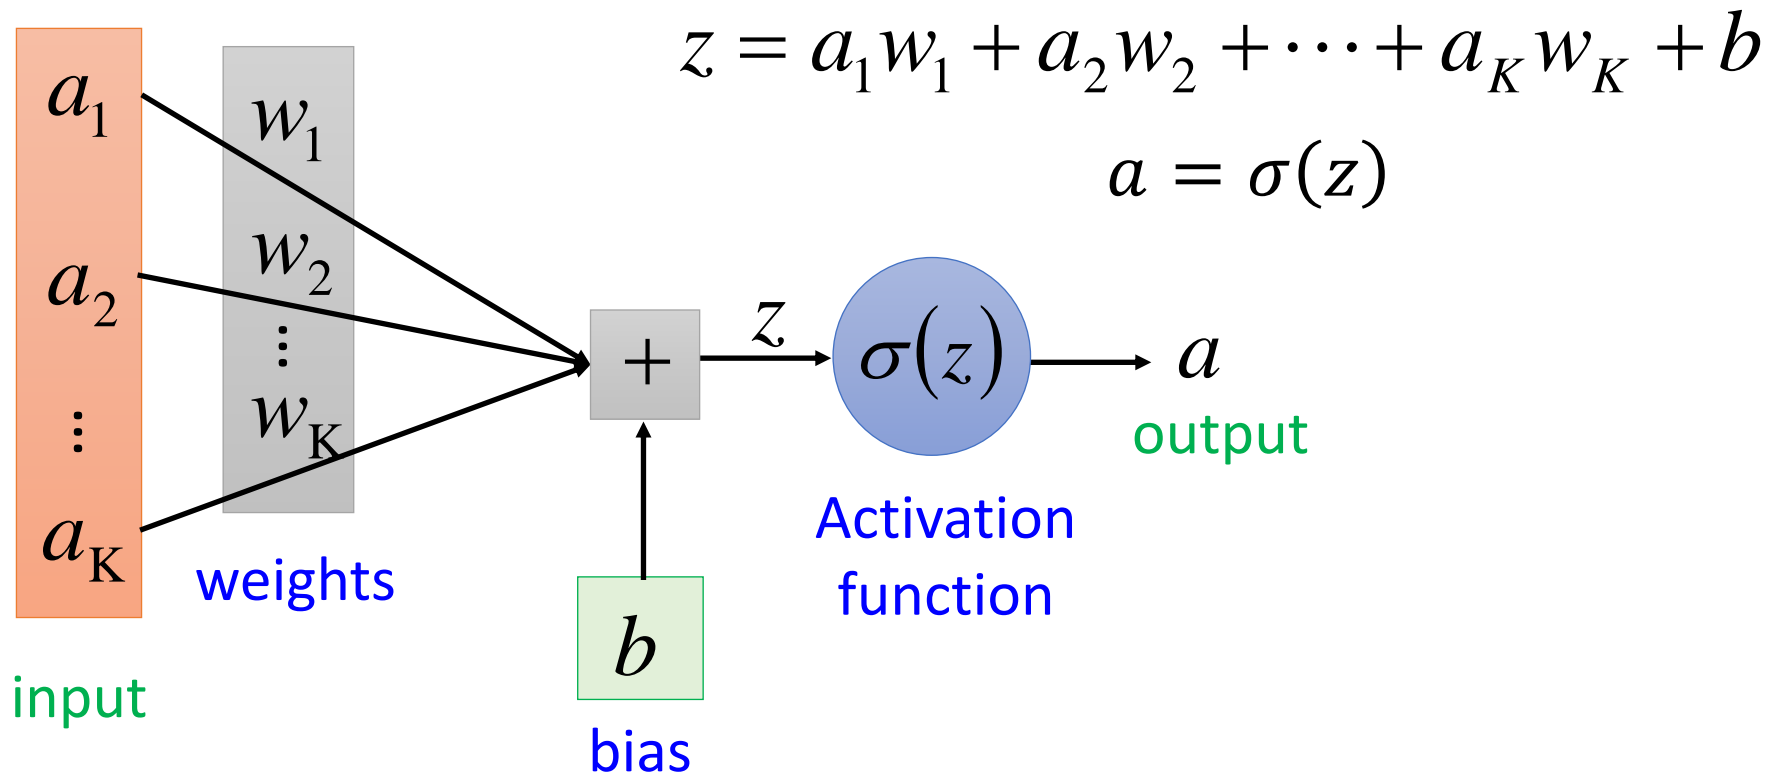 z = a₁w₁ + a₂w₂ + ⋯ + a_K w_K + b
a = σ(z)
a₁
a₂
⋮
a_K
input
w₁
w₂
⋮
w_K
weights
+
b
bias
z
σ(z)
Activation
function
a
output